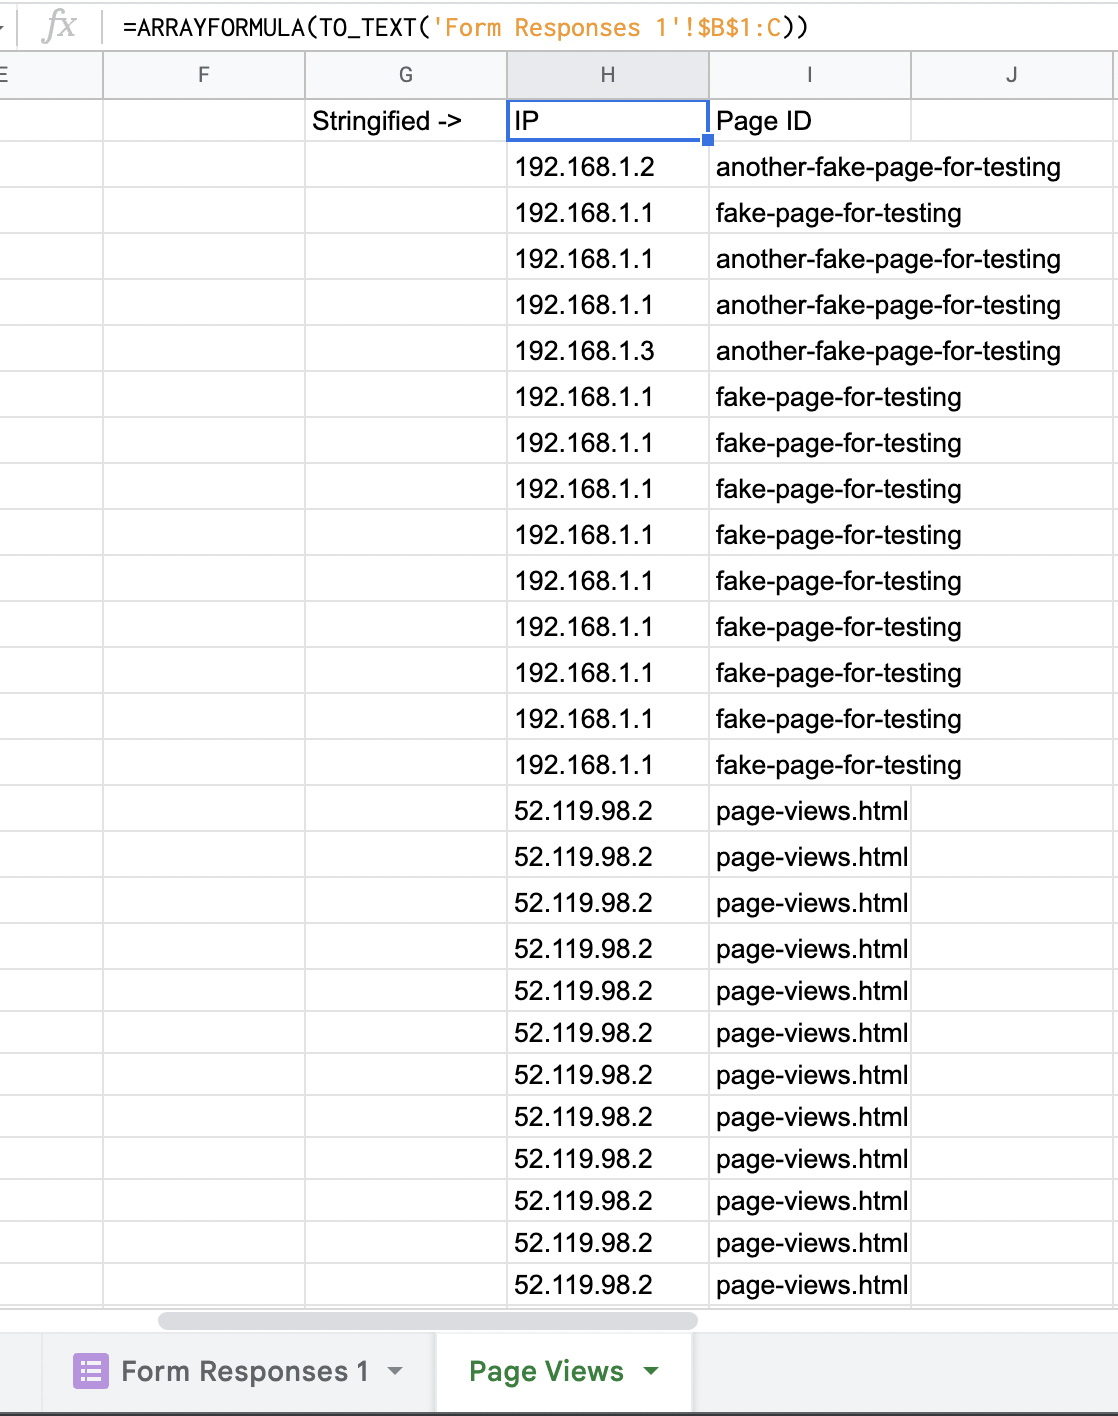 fx =ARRAYFORMULA(TO_TEXT('Form Responses 1'!$B$1:C))
E F G H I J
Stringified -> IP Page ID
192.168.1.2 another-fake-page-for-testing
192.168.1.1 fake-page-for-testing
192.168.1.1 another-fake-page-for-testing
192.168.1.1 another-fake-page-for-testing
192.168.1.3 another-fake-page-for-testing
192.168.1.1 fake-page-for-testing
192.168.1.1 fake-page-for-testing
192.168.1.1 fake-page-for-testing
192.168.1.1 fake-page-for-testing
192.168.1.1 fake-page-for-testing
192.168.1.1 fake-page-for-testing
192.168.1.1 fake-page-for-testing
192.168.1.1 fake-page-for-testing
192.168.1.1 fake-page-for-testing
52.119.98.2 page-views.html
52.119.98.2 page-views.html
52.119.98.2 page-views.html
52.119.98.2 page-views.html
52.119.98.2 page-views.html
52.119.98.2 page-views.html
52.119.98.2 page-views.html
52.119.98.2 page-views.html
52.119.98.2 page-views.html
52.119.98.2 page-views.html
52.119.98.2 page-views.html
52.119.98.2 page-views.html
Form Responses 1 Page Views